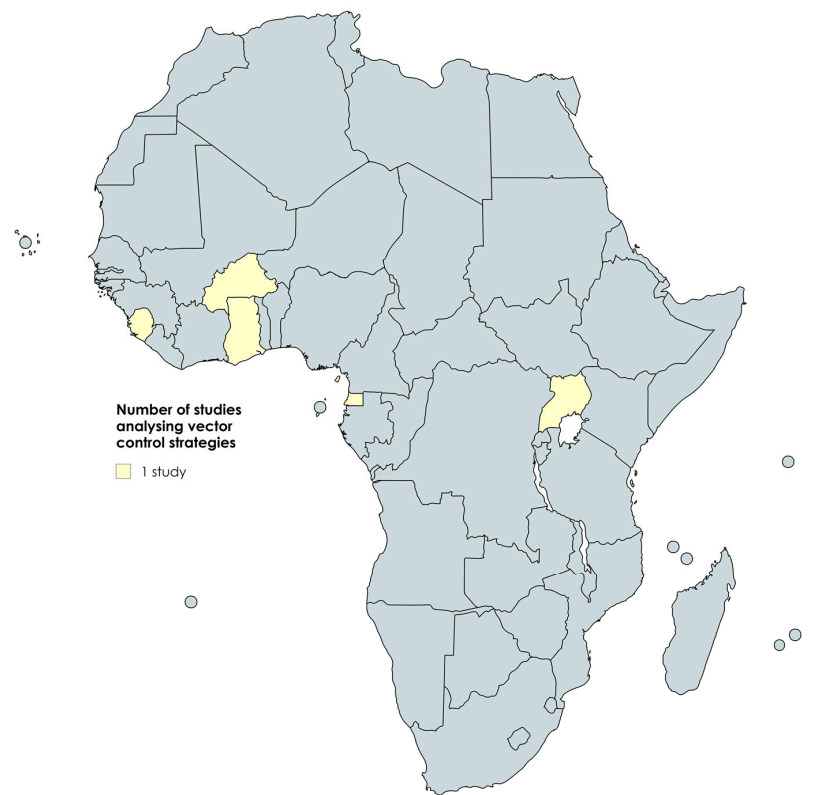 Number of studies
analysing vector
control strategies
1 study